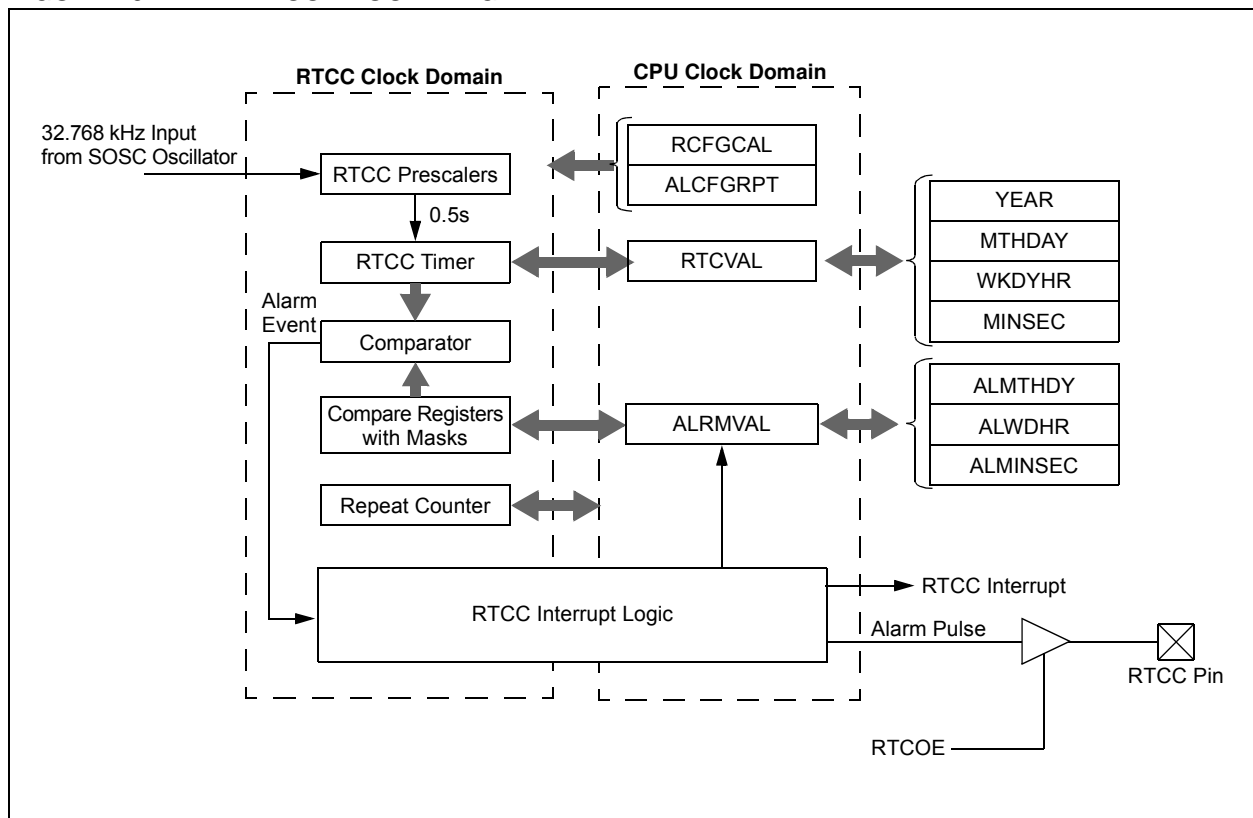 RTCC Clock Domain
CPU Clock Domain
32.768 kHz Input
from SOSC Oscillator
RTCC Prescalers
0.5s
RTCC Timer
Alarm
Event
Comparator
Compare Registers
with Masks
Repeat Counter
RCFGCAL
ALCFGRPT
RTCVAL
ALRMVAL
YEAR
MTHDAY
WKDYHR
MINSEC
ALMTHDY
ALWDHR
ALMINSEC
RTCC Interrupt Logic
RTCC Interrupt
Alarm Pulse
RTCC Pin
RTCOE